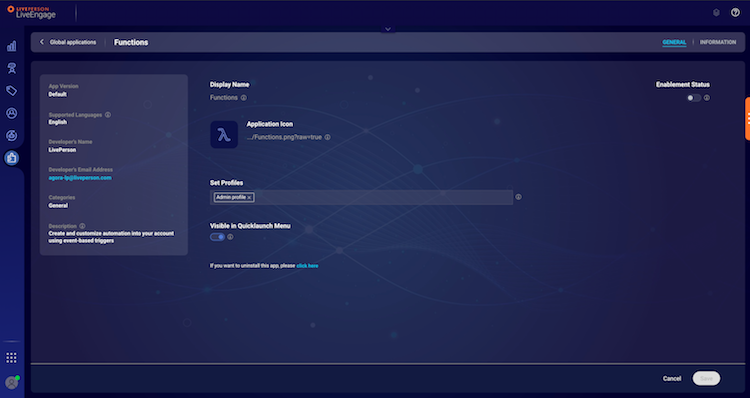 LIVEPERSON
LiveEngage
Global applications
Functions
GENERAL
INFORMATION
App Version
Default
Supported Languages
English
Developer's Name
LivePerson
Developer's Email Address
agora-lp@liveperson.com
Categories
General
Description
Create and customize automation into your account
using event-based triggers
Display Name
Functions
Enablement Status
Application Icon
.../Functions.png?raw=true
Set Profiles
Admin profile ×
Visible in Quicklaunch Menu
If you want to uninstall this app, please click here
Cancel
Save